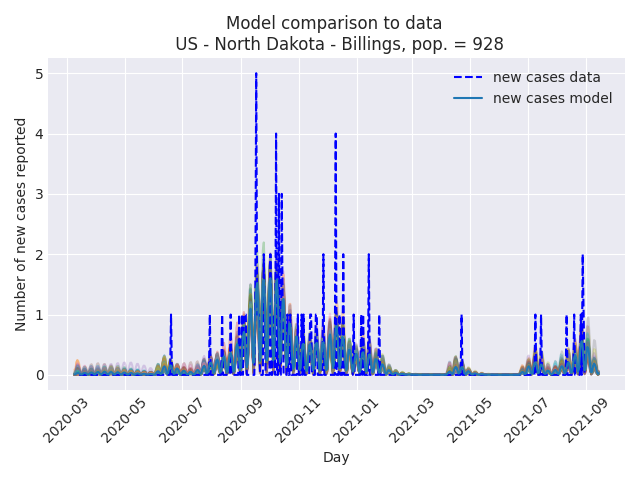 Model comparison to data
US - North Dakota - Billings, pop. = 928
new cases data
new cases model
Number of new cases reported
5
4
3
2
1
0
2020-03
2020-05
2020-07
2020-09
2020-11
2021-01
2021-03
2021-05
2021-07
2021-09
Day